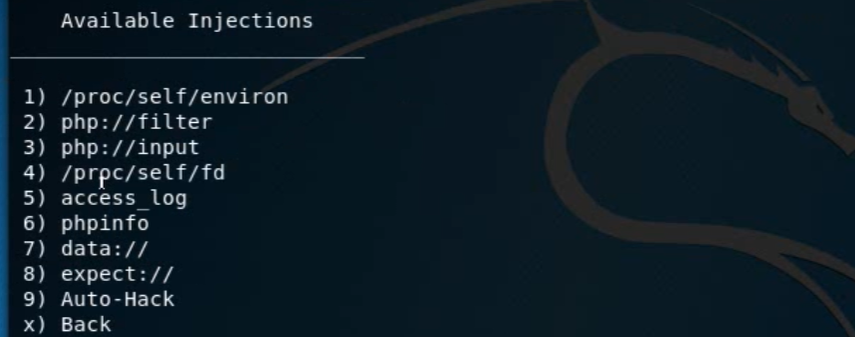 Available Injections
1) /proc/self/environ
2) php://filter
3) php://input
4) /proc/self/fd
5) access_log
6) phpinfo
7) data://
8) expect://
9) Auto-Hack
x) Back